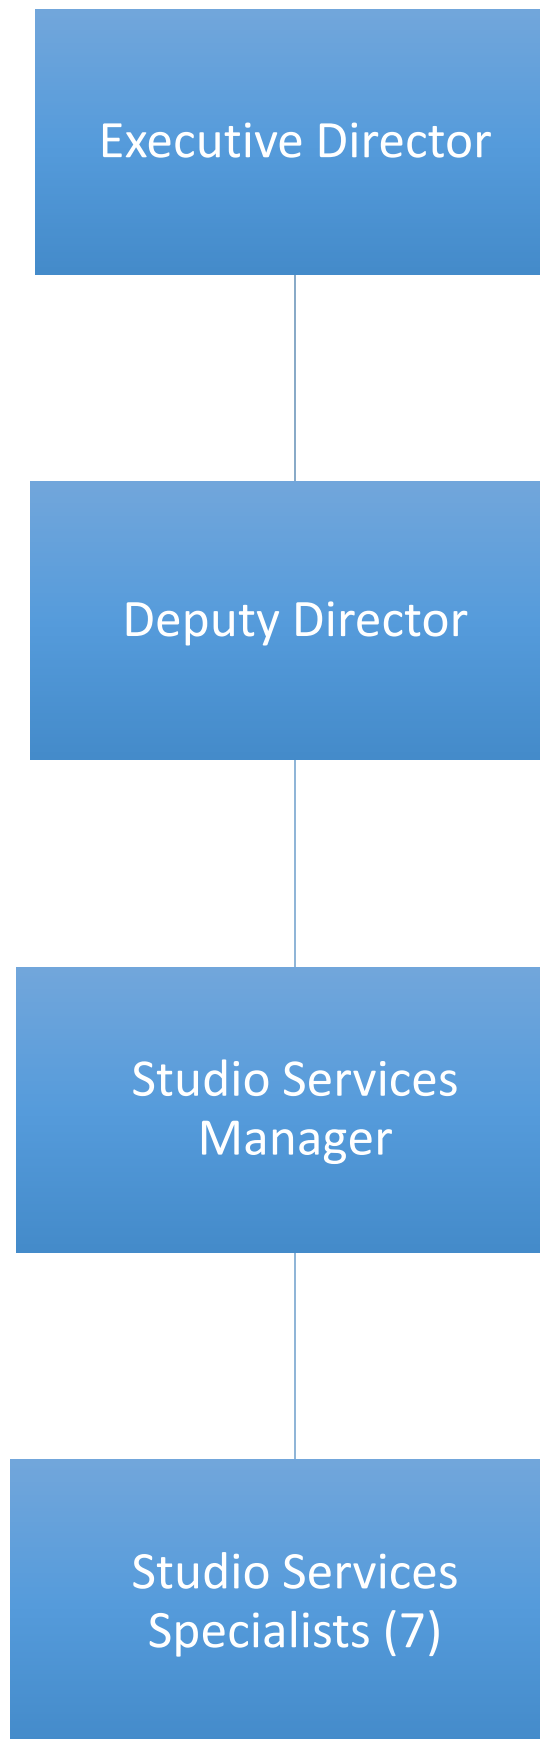 Executive Director
Deputy Director
Studio Services
Manager
Studio Services
Specialists (7)